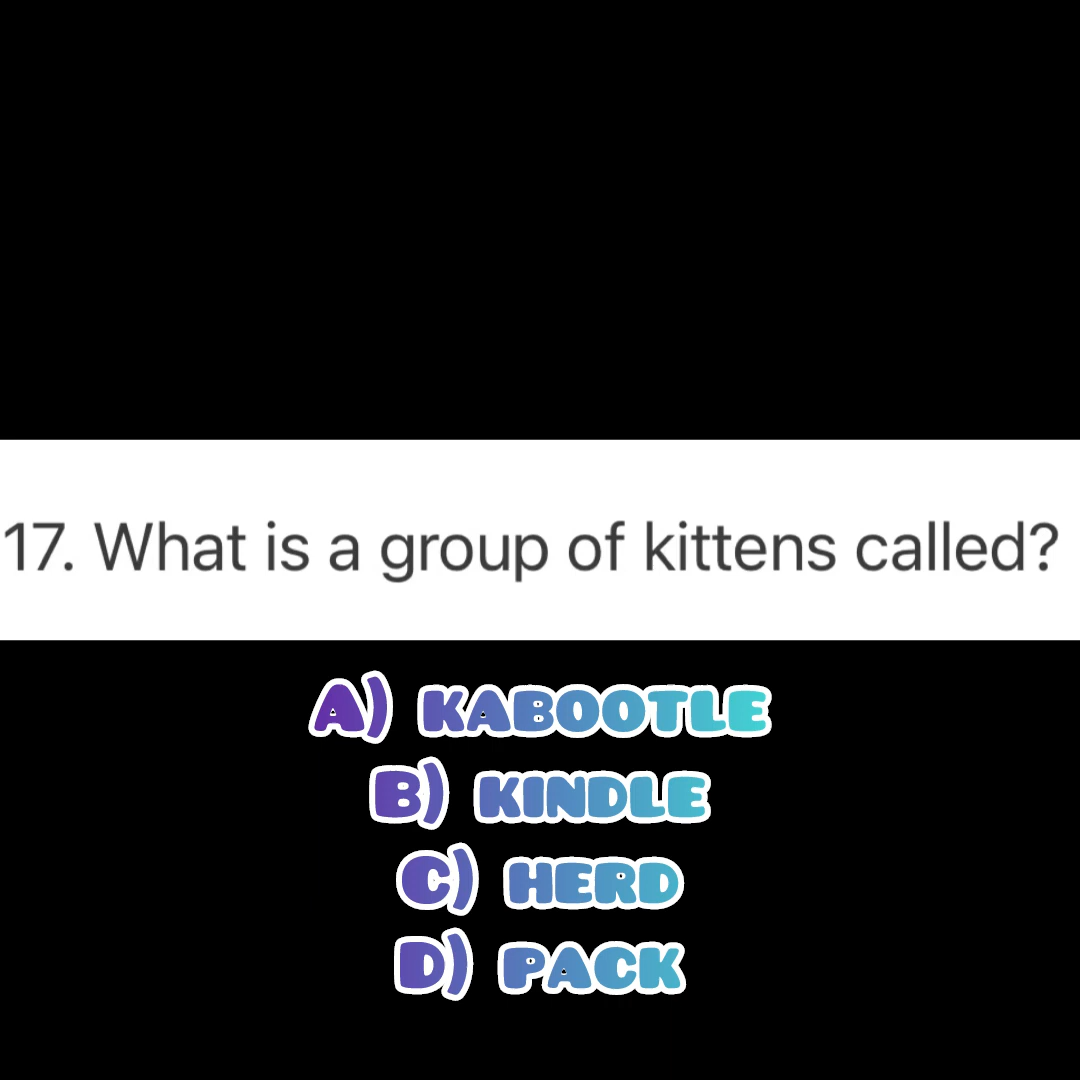 17. What is a group of kittens called?
A) KABOOTLE
B) KINDLE
C) HERD
D) PACK